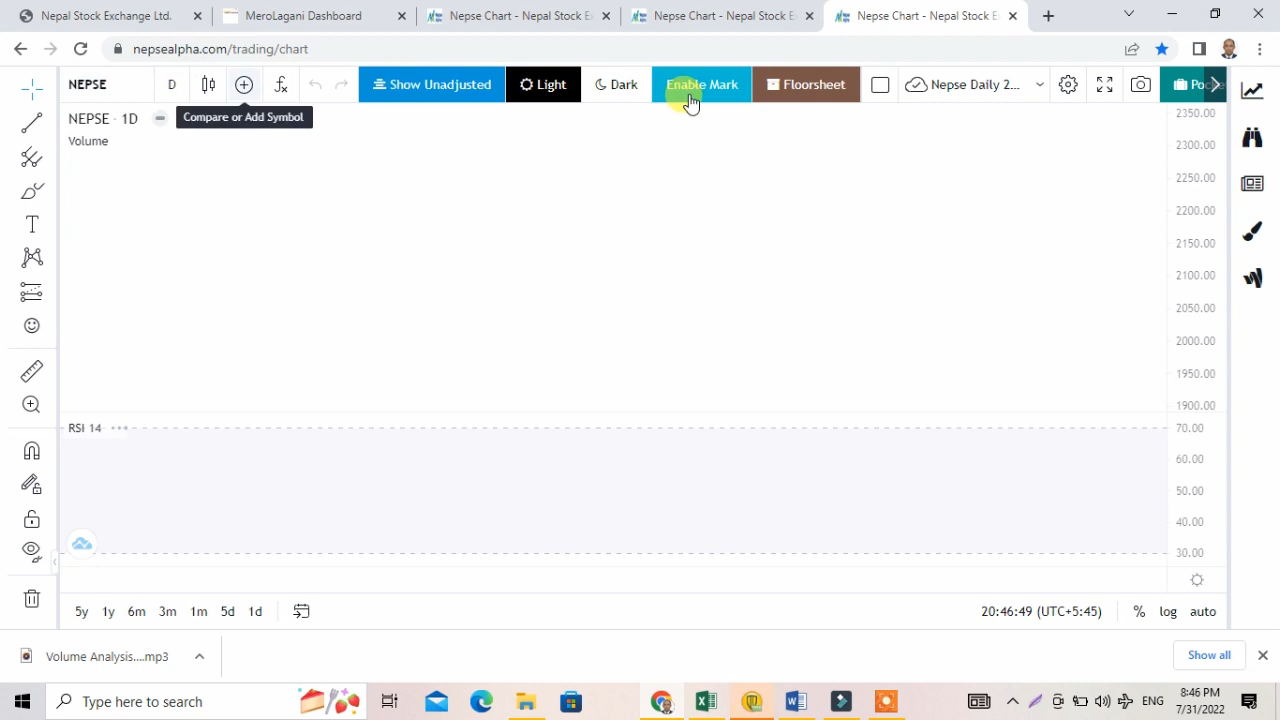 Nepal Stock Exchange Ltd.
MeroLagani Dashboard
Nepse Chart - Nepal Stock Ex
Nepse Chart - Nepal Stock Ex
Nepse Chart - Nepal Stock Ex
nepsealpha.com/trading/chart
NEPSE D Show Unadjusted Light Dark Enable Mark Floorsheet Nepse Daily 2...
Compare or Add Symbol
NEPSE · 1D
Volume
2350.00
2300.00
2250.00
2200.00
2150.00
2100.00
2050.00
2000.00
1950.00
1900.00
RSI 14
70.00
60.00
50.00
40.00
30.00
5y 1y 6m 3m 1m 5d 1d 20:46:49 (UTC+5:45) % log auto
Volume Analysis....mp3 Show all
Type here to search ENG 8:46 PM
7/31/2022